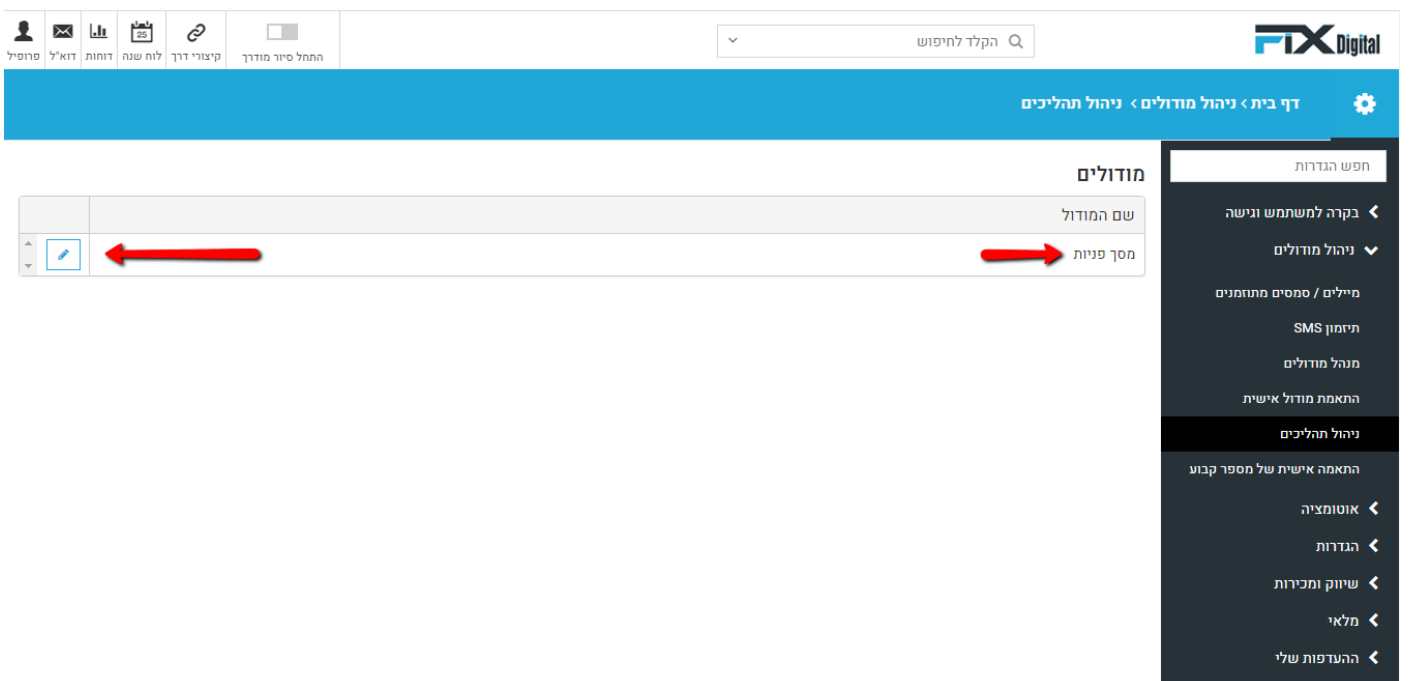 FiX Digital
הקלד לחיפוש
התחל סיור מודרך
קיצורי דרך
25
לוח שנה
דוחות
דוא"ל
פרופיל
דף בית > ניהול מודולים > ניהול תהליכים
חפש הגדרות
בקרה למשתמש וגישה
ניהול מודולים
מיילים / סמסים מתוזמנים
תיזמון SMS
מנהל מודולים
התאמת מודול אישית
ניהול תהליכים
התאמה אישית של מספר קבוע
אוטומציה
הגדרות
שיווק ומכירות
מלאי
ההעדפות שלי
מודולים
שם המודול
מסך פניות